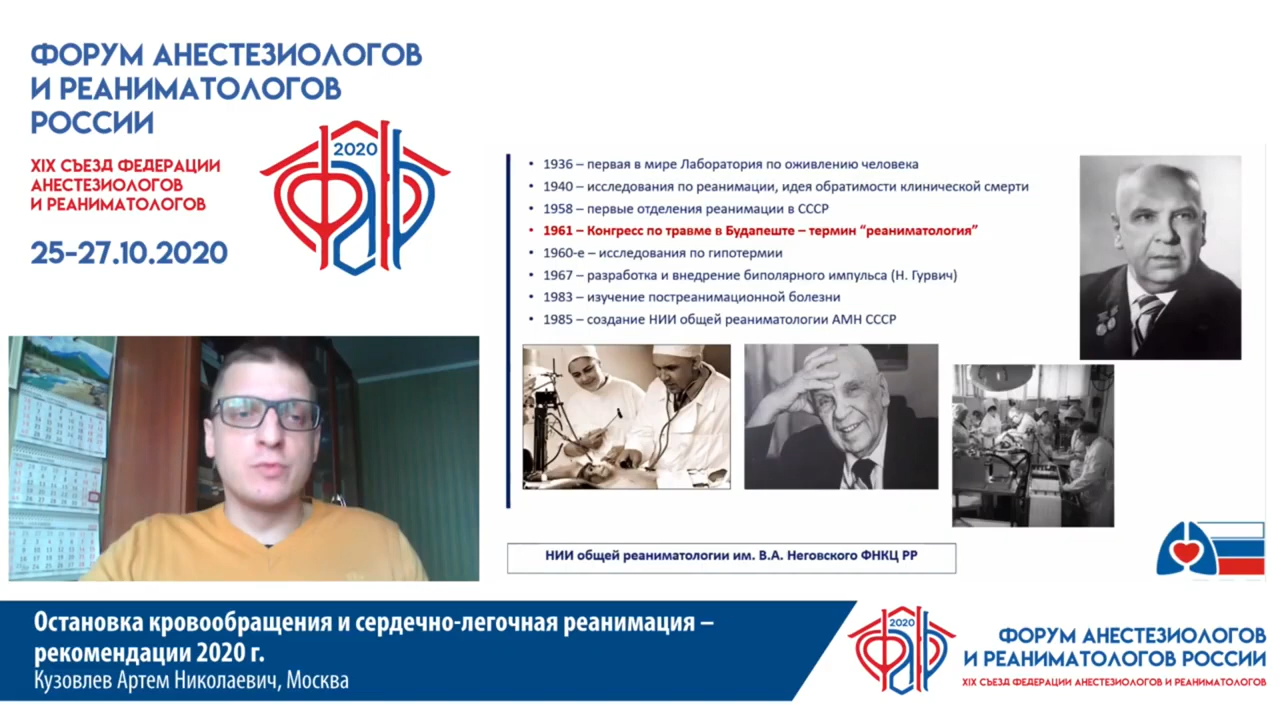 ФОРУМ АНЕСТЕЗИОЛОГОВ
И РЕАНИМАТОЛОГОВ
РОССИИ
XIX СЪЕЗД ФЕДЕРАЦИИ
АНЕСТЕЗИОЛОГОВ
И РЕАНИМАТОЛОГОВ
25-27.10.2020
2020
ФАР
• 1936 – первая в мире Лаборатория по оживлению человека
• 1940 – исследования по реанимации, идея обратимости клинической смерти
• 1958 – первые отделения реанимации в СССР
• 1961 – Конгресс по травме в Будапеште – термин “реаниматология”
• 1960-е – исследования по гипотермии
• 1967 – разработка и внедрение биполярного импульса (Н. Гурвич)
• 1983 – изучение постреанимационной болезни
• 1985 – создание НИИ общей реаниматологии АМН СССР
НИИ общей реаниматологии им. В.А. Неговского ФНКЦ РР
Остановка кровообращения и сердечно-легочная реанимация –
рекомендации 2020 г.
Кузовлев Артем Николаевич, Москва
2020
ФАР
ФОРУМ АНЕСТЕЗИОЛОГОВ
И РЕАНИМАТОЛОГОВ РОССИИ
XIX СЪЕЗД ФЕДЕРАЦИИ АНЕСТЕЗИОЛОГОВ И РЕАНИМАТОЛОГОВ